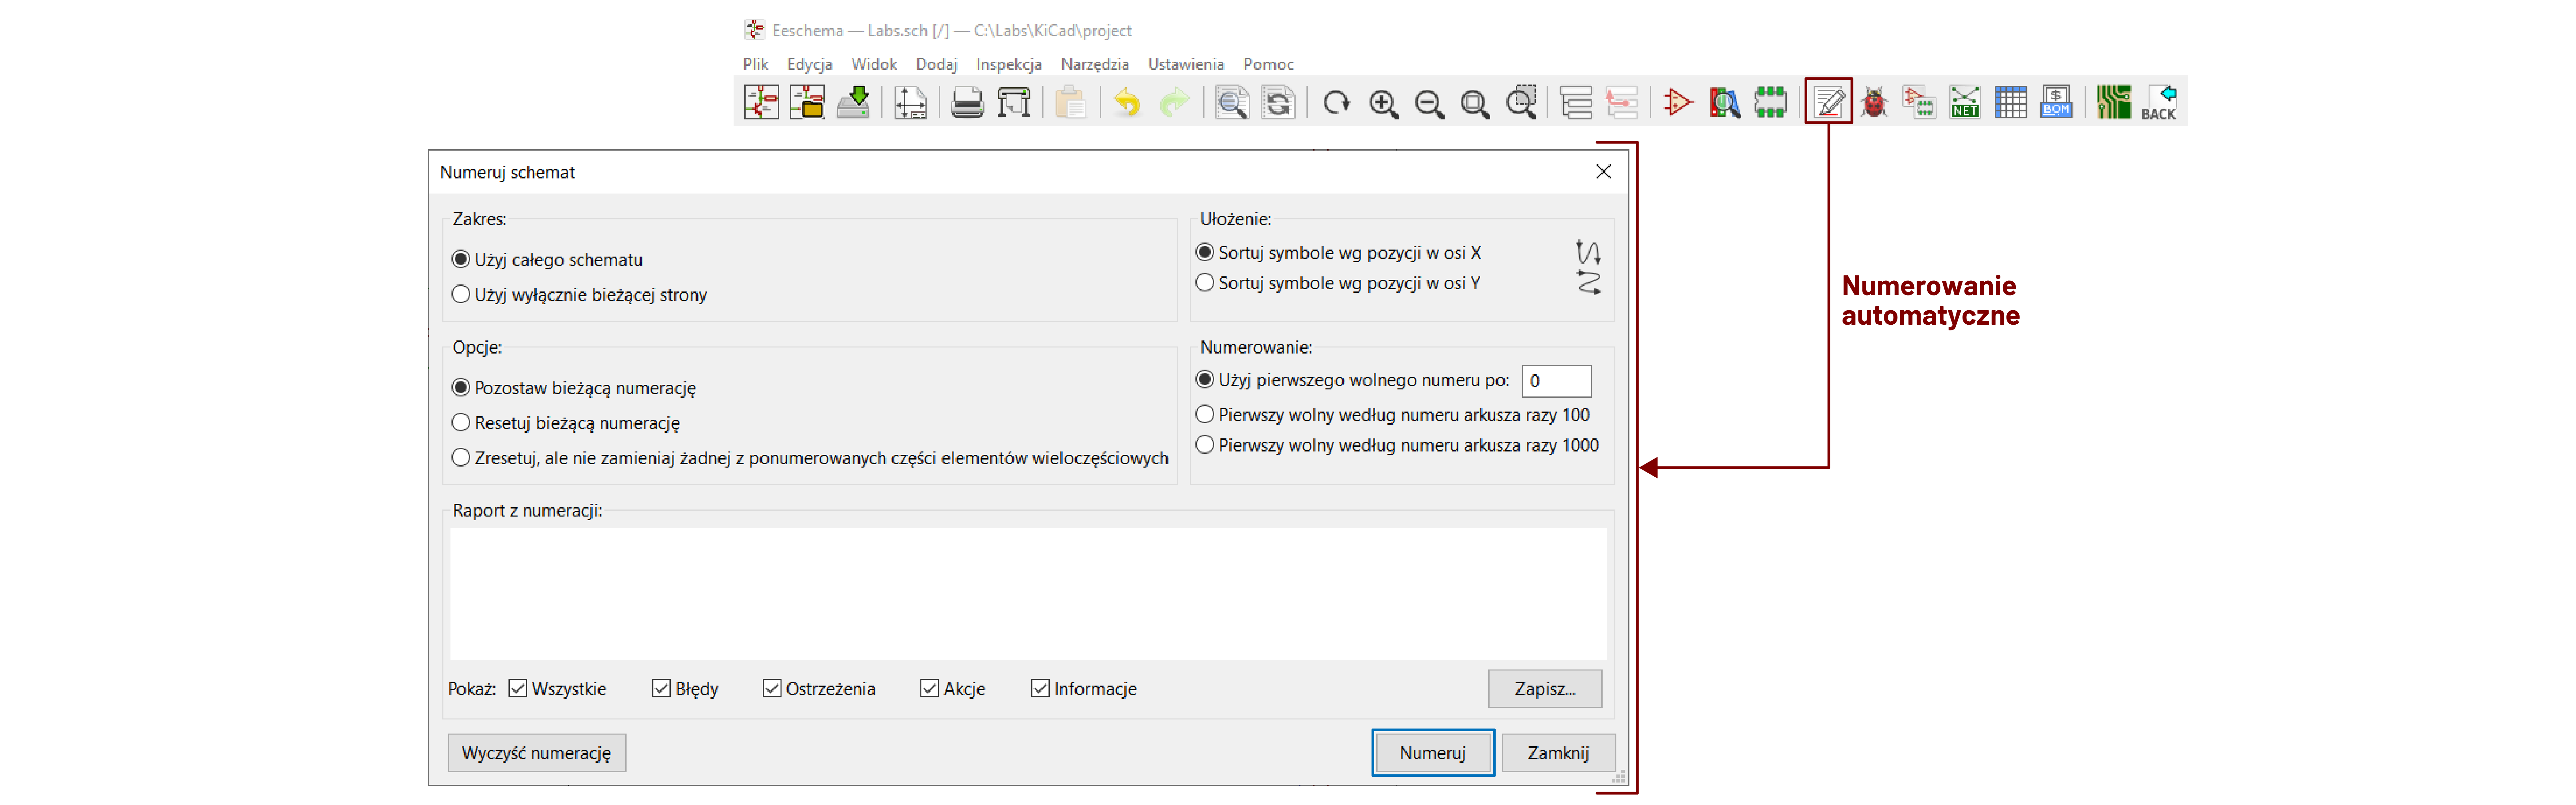 Eeschema — Labs.sch [/] — C:\Labs\KiCad\project
Plik Edycja Widok Dodaj Inspekcja Narzędzia Ustawienia Pomoc
NET $ BOM BACK
Numeruj schemat
Zakres:
Użyj całego schematu
Użyj wyłącznie bieżącej strony
Ułożenie:
Sortuj symbole wg pozycji w osi X
Sortuj symbole wg pozycji w osi Y
Opcje:
Pozostaw bieżącą numerację
Resetuj bieżącą numerację
Zresetuj, ale nie zamieniaj żadnej z ponumerowanych części elementów wieloczęściowych
Numerowanie:
Użyj pierwszego wolnego numeru po: 0
Pierwszy wolny według numeru arkusza razy 100
Pierwszy wolny według numeru arkusza razy 1000
Raport z numeracji:
Pokaż: Wszystkie Błędy Ostrzeżenia Akcje Informacje Zapisz...
Wyczyść numerację Numeruj Zamknij
Numerowanie
automatyczne